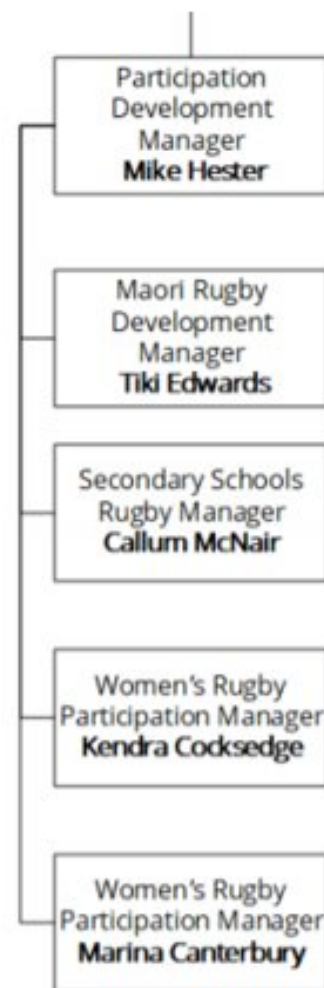 Participation
Development
Manager
Mike Hester
Maori Rugby
Development
Manager
Tiki Edwards
Secondary Schools
Rugby Manager
Callum McNair
Women's Rugby
Participation Manager
Kendra Cocksedge
Women's Rugby
Participation Manager
Marina Canterbury